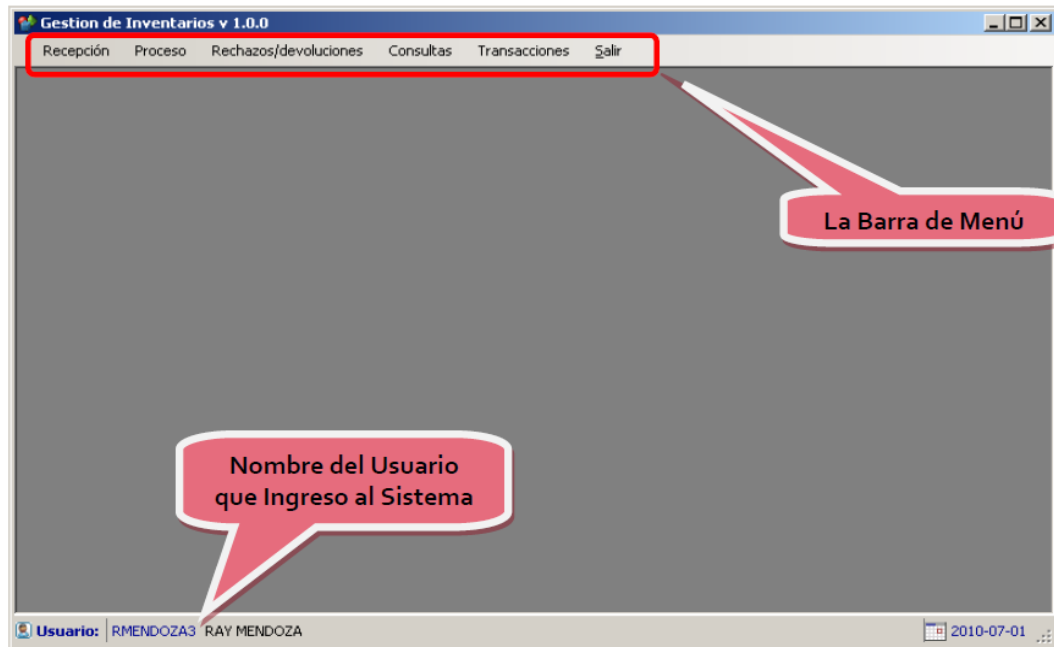 Gestion de Inventarios v 1.0.0
Recepción Proceso Rechazos/devoluciones Consultas Transacciones Salir
La Barra de Menú
Nombre del Usuario
que Ingreso al Sistema
Usuario: RMENDOZA3 RAY MENDOZA 2010-07-01